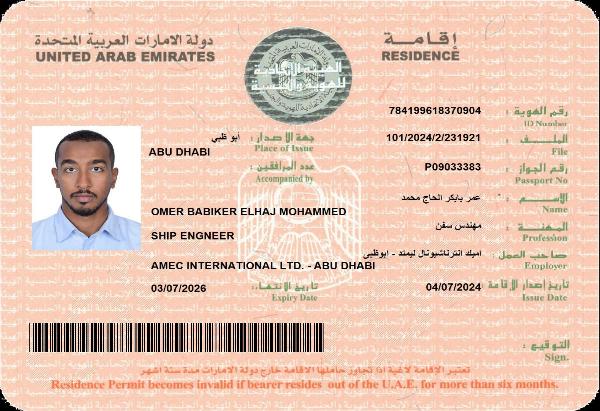 دولة الامارات العربية المتحدة
UNITED ARAB EMIRATES
إقامة
RESIDENCE
784199618370904
رقم الهوية :
ID Number
أبو ظبي
جهة الاصدار :
Place of Issue
ABU DHABI
101/2024/2/231921
الملف :
File
عدد المرافقين :
Accompanied by
P09033383
رقم الجواز :
Passport No
عمر بابكر الحاج محمد
الاسم :
Name
OMER BABIKER ELHAJ MOHAMMED
مهندس سفن
المهنة :
Profession
SHIP ENGNEER
اميك انترناشيونال ليمتد - ابوظبي
صاحب العمل :
Employer
AMEC INTERNATIONAL LTD. - ABU DHABI
03/07/2026
تاريخ الانتهاء :
Expiry Date
04/07/2024
تاريخ إصدار الإقامة
Issue Date
التوقيع :
Sign.
تعتبر الإقامة لاغية اذا تجاوز حاملها الاقامة خارج دولة الامارات مدة ستة اشهر
Residence Permit becomes invalid if bearer resides out of the U.A.E. for more than six months.